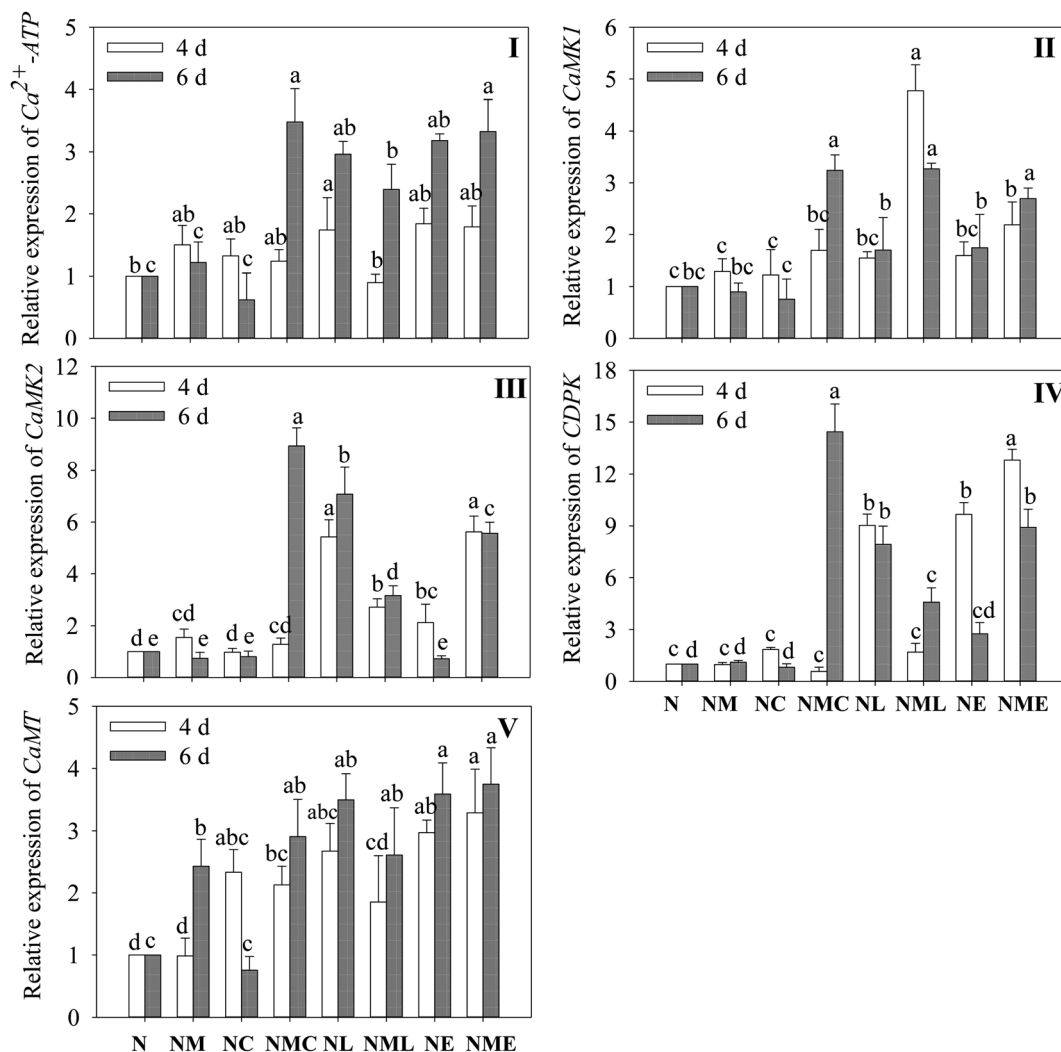 Relative expression of Ca2+-ATP
5
4
3
2
1
0
4 d
6 d
I
b c ab c ab c ab a a ab b ab ab ab a
Relative expression of CaMK1
6
5
4
3
2
1
0
4 d
6 d
II
c bc c bc c c bc a bc b a a bc b b a
Relative expression of CaMK2
12
10
8
6
4
2
0
4 d
6 d
III
d e cd e d e cd a a b b d bc e a c
Relative expression of CDPK
18
15
12
9
6
3
0
4 d
6 d
IV
c d c d c d c a b b c c b cd a b
N NM NC NMC NL NML NE NME
Relative expression of CaMT
5
4
3
2
1
0
4 d
6 d
V
d c d b abc c bc ab abc ab cd ab ab a a a
N NM NC NMC NL NML NE NME